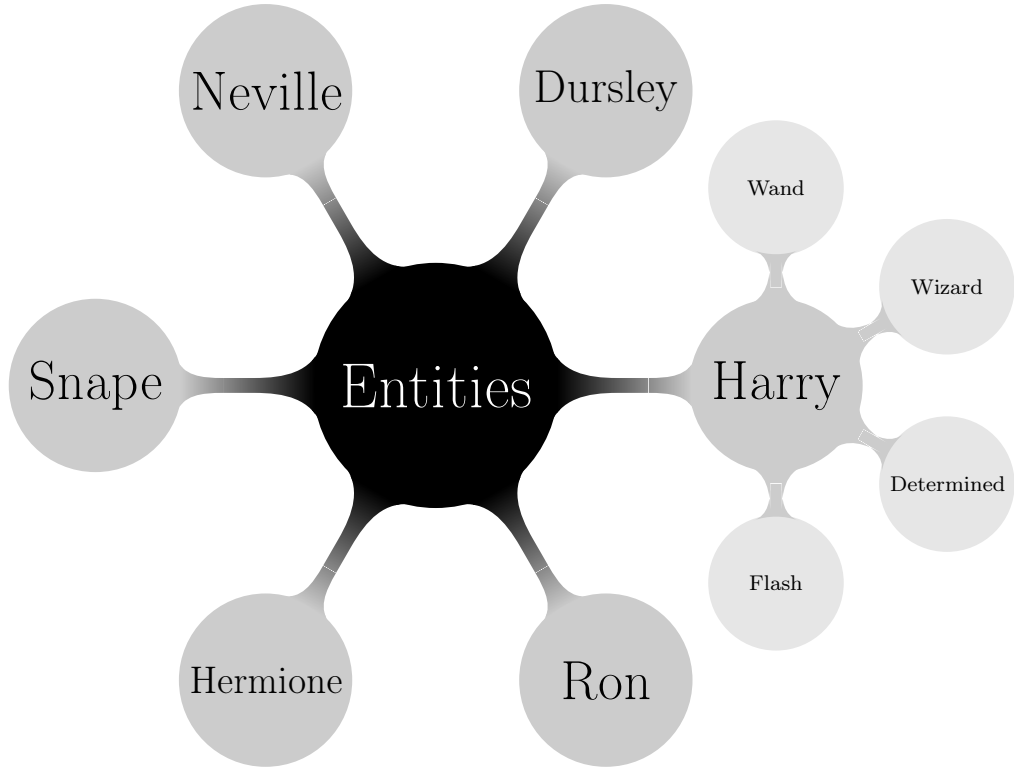 Neville
Dursley
Wand
Wizard
Snape
Entities
Harry
Determined
Flash
Hermione
Ron